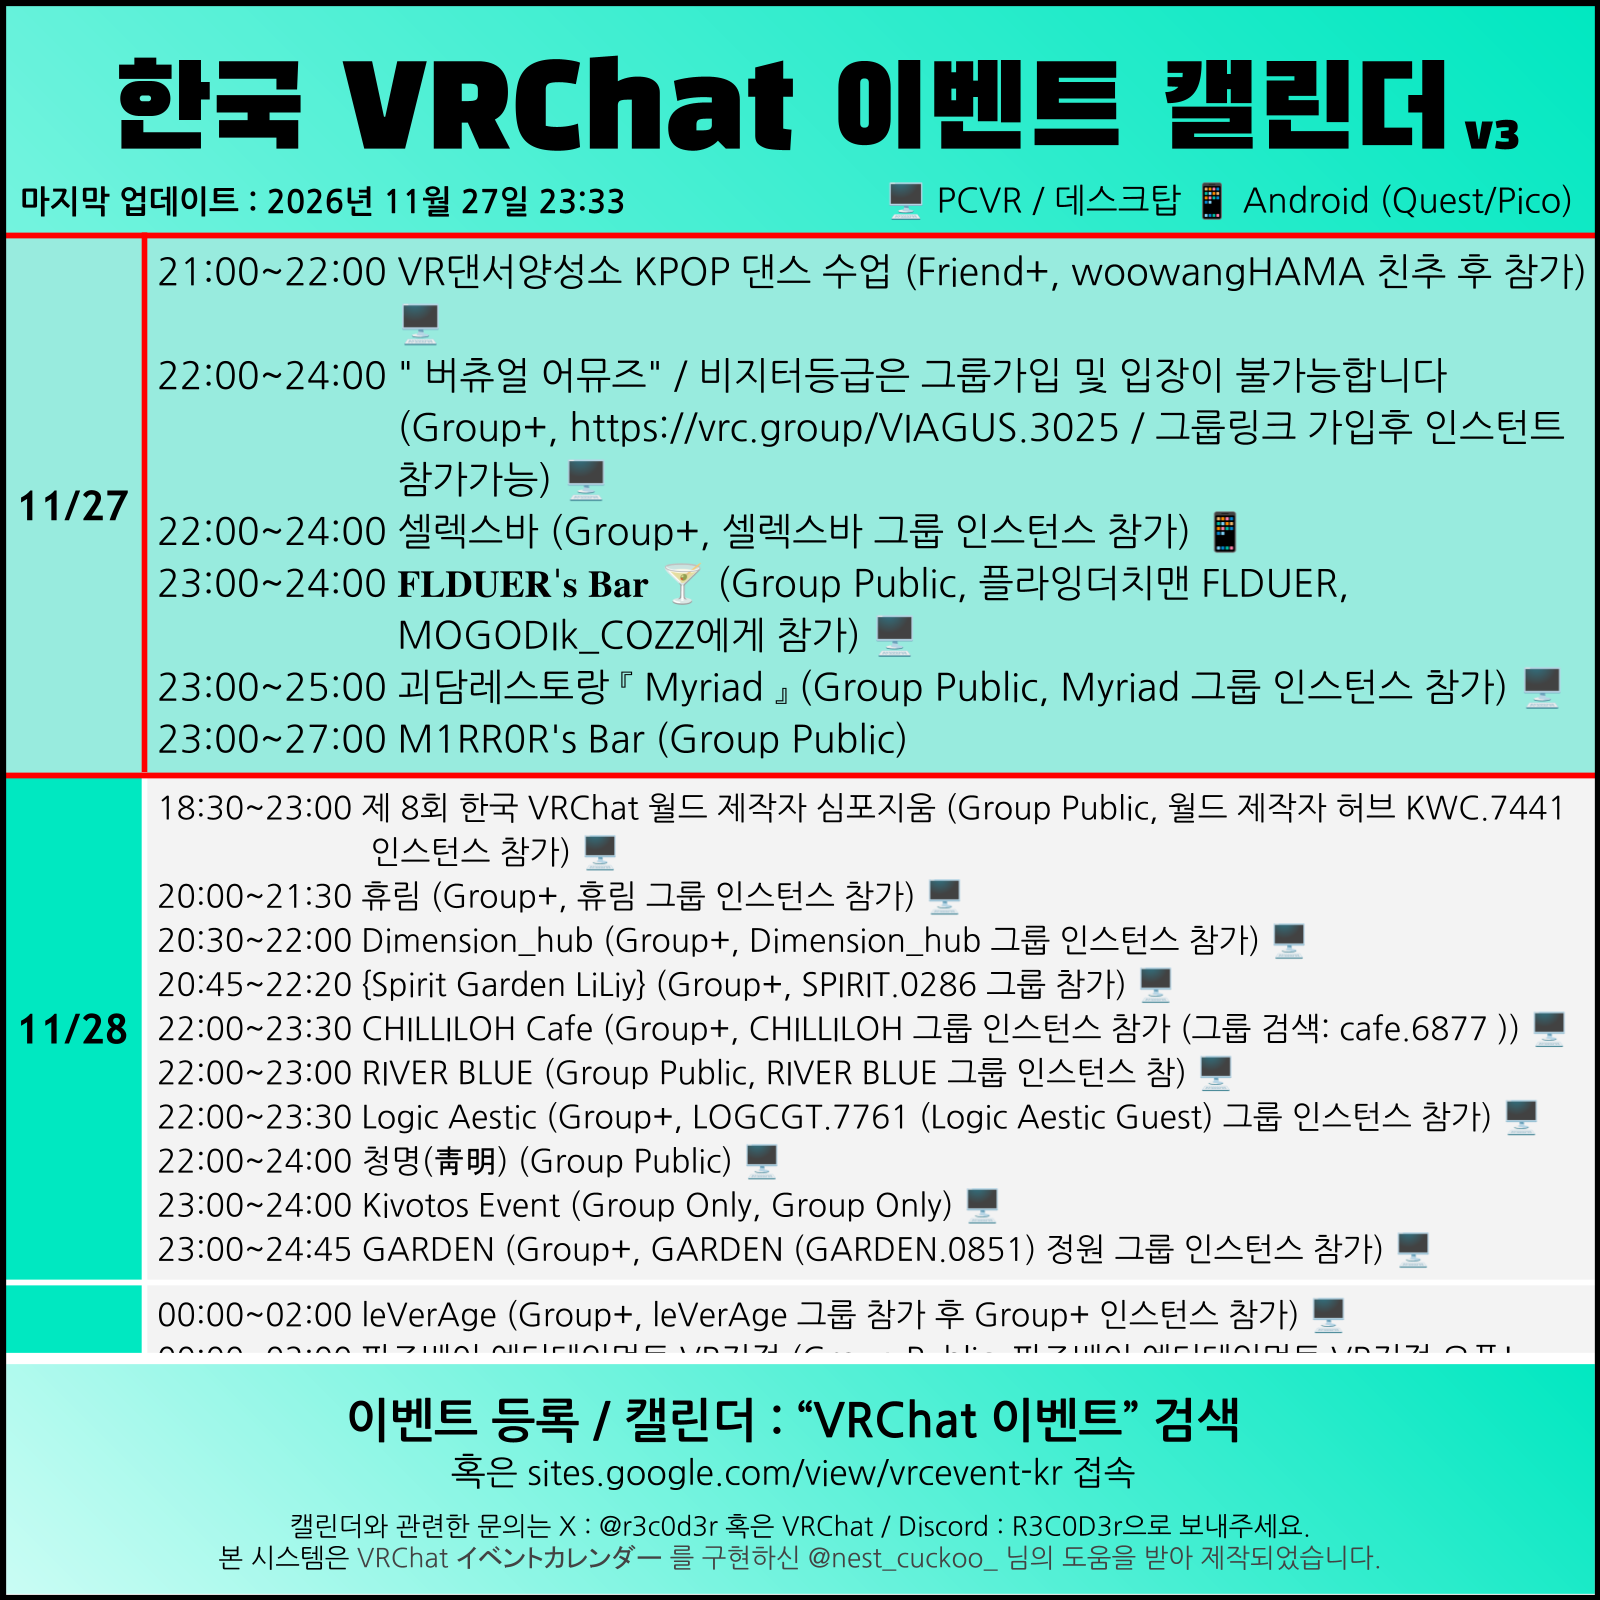 한국 VRChat 이벤트 캘린더 v3
마지막 업데이트 : 2026년 11월 27일 23:33
🖥️ PCVR / 데스크탑 📱 Android (Quest/Pico)
11/27
21:00~22:00 VR댄서양성소 KPOP 댄스 수업 (Friend+, woowangHAMA 친추 후 참가)
🖥️
22:00~24:00 " 버츄얼 어뮤즈" / 비지터등급은 그룹가입 및 입장이 불가능합니다
(Group+, https://vrc.group/VIAGUS.3025 / 그룹링크 가입후 인스턴트
참가가능) 🖥️
22:00~24:00 셀렉스바 (Group+, 셀렉스바 그룹 인스턴스 참가) 📱
23:00~24:00 FLDUER's Bar 🍸 (Group Public, 플라잉더치맨 FLDUER,
MOGODIk_COZZ에게 참가) 🖥️
23:00~25:00 괴담레스토랑『 Myriad 』(Group Public, Myriad 그룹 인스턴스 참가) 🖥️
23:00~27:00 M1RR0R's Bar (Group Public)
11/28
18:30~23:00 제 8회 한국 VRChat 월드 제작자 심포지움 (Group Public, 월드 제작자 허브 KWC.7441
인스턴스 참가) 🖥️
20:00~21:30 휴림 (Group+, 휴림 그룹 인스턴스 참가) 🖥️
20:30~22:00 Dimension_hub (Group+, Dimension_hub 그룹 인스턴스 참가) 🖥️
20:45~22:20 {Spirit Garden LiLiy} (Group+, SPIRIT.0286 그룹 참가) 🖥️
22:00~23:30 CHILLILOH Cafe (Group+, CHILLILOH 그룹 인스턴스 참가 (그룹 검색: cafe.6877 )) 🖥️
22:00~23:00 RIVER BLUE (Group Public, RIVER BLUE 그룹 인스턴스 참) 🖥️
22:00~23:30 Logic Aestic (Group+, LOGCGT.7761 (Logic Aestic Guest) 그룹 인스턴스 참가) 🖥️
22:00~24:00 청명(靑明) (Group Public) 🖥️
23:00~24:00 Kivotos Event (Group Only, Group Only) 🖥️
23:00~24:45 GARDEN (Group+, GARDEN (GARDEN.0851) 정원 그룹 인스턴스 참가) 🖥️
00:00~02:00 leVerAge (Group+, leVerAge 그룹 참가 후 Group+ 인스턴스 참가) 🖥️
이벤트 등록 / 캘린더 : “VRChat 이벤트” 검색
혹은 sites.google.com/view/vrcevent-kr 접속
캘린더와 관련한 문의는 X : @r3c0d3r 혹은 VRChat / Discord : R3C0D3r으로 보내주세요.
본 시스템은 VRChat イベントカレンダー 를 구현하신 @nest_cuckoo_ 님의 도움을 받아 제작되었습니다.